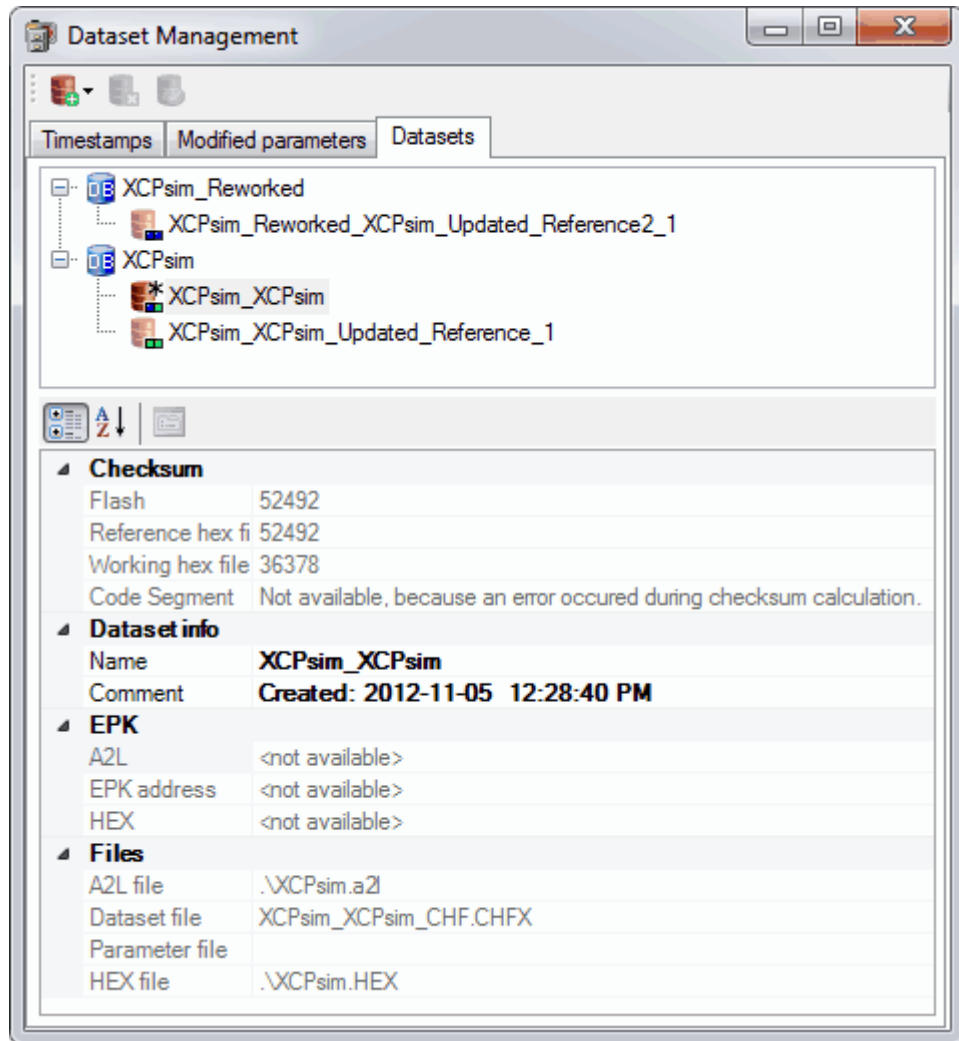 Dataset Management
Timestamps Modified parameters Datasets
XCPsim_Reworked
XCPsim_Reworked_XCPsim_Updated_Reference2_1
XCPsim
XCPsim_XCPsim
XCPsim_XCPsim_Updated_Reference_1
Checksum
Flash 52492
Reference hex fi 52492
Working hex file 36378
Code Segment Not available, because an error occured during checksum calculation.
Dataset info
Name XCPsim_XCPsim
Comment Created: 2012-11-05 12:28:40 PM
EPK
A2L <not available>
EPK address <not available>
HEX <not available>
Files
A2L file .\XCPsim.a2l
Dataset file XCPsim_XCPsim_CHF.CHFX
Parameter file
HEX file .\XCPsim.HEX